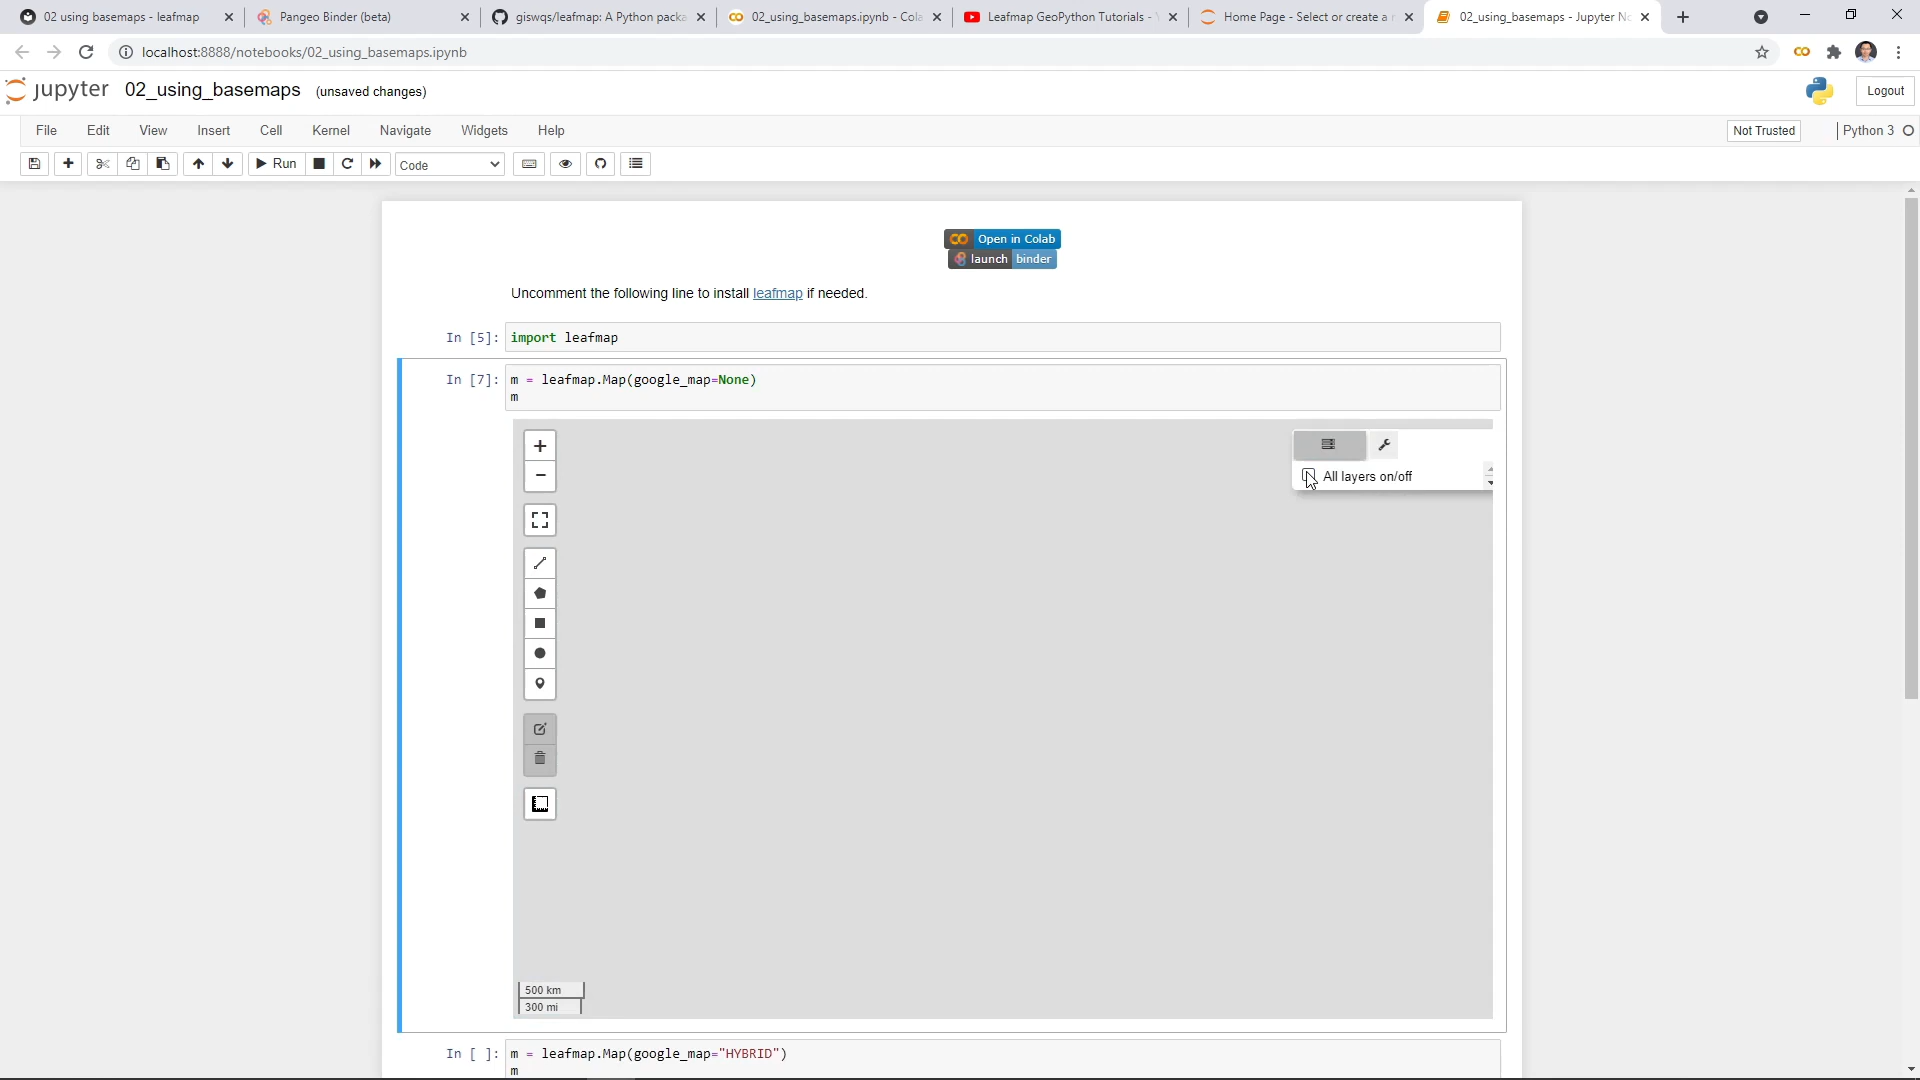 02 using basemaps - leafmap
Pangeo Binder (beta)
giswqs/leafmap: A Python packa
02_using_basemaps.ipynb - Cola
Leafmap GeoPython Tutorials -
Home Page - Select or create a
02_using_basemaps - Jupyter No
localhost:8888/notebooks/02_using_basemaps.ipynb
jupyter 02_using_basemaps (unsaved changes)
Logout
File Edit View Insert Cell Kernel Navigate Widgets Help
Not Trusted
Python 3
Run
Code
Open in Colab
launch binder
Uncomment the following line to install leafmap if needed.
In [5]: import leafmap
In [7]: m = leafmap.Map(google_map=None)
m
+
−
All layers on/off
500 km
300 mi
In [ ]: m = leafmap.Map(google_map="HYBRID")
m